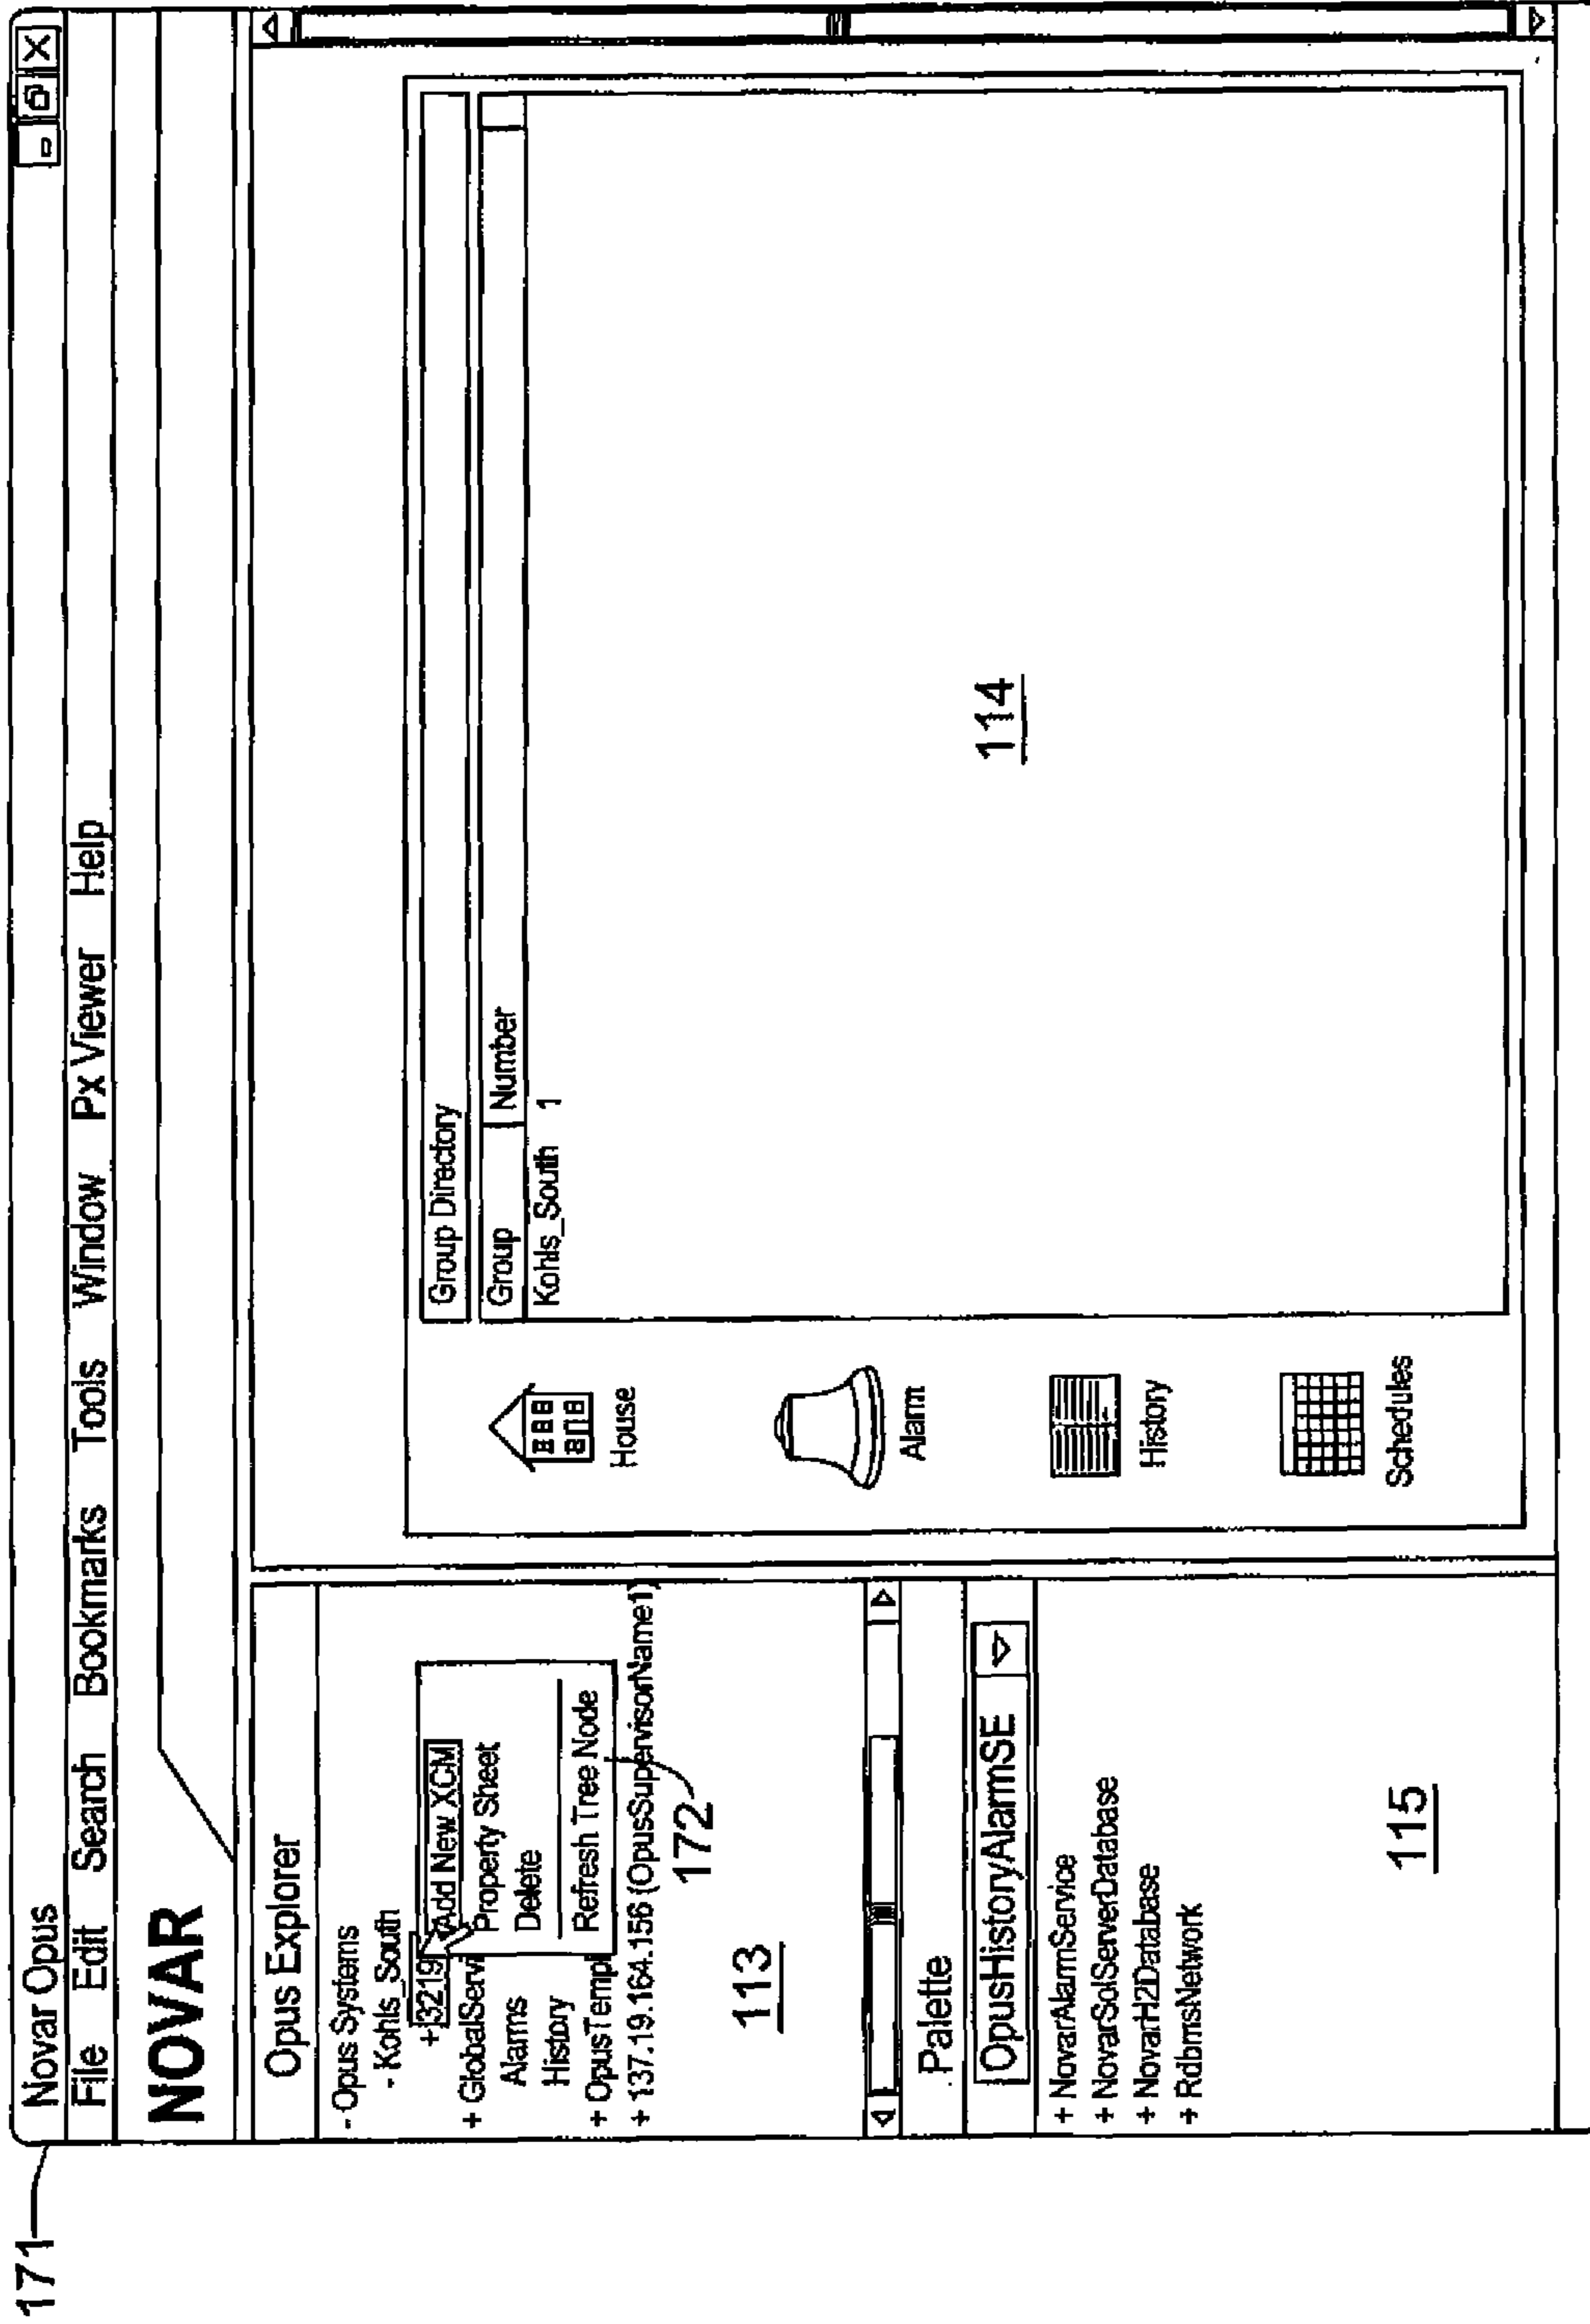 171
Novar Opus
File Edit Search Bookmarks Tools Window Px Viewer Help
NOVAR
Opus Explorer
- Opus Systems
- Kohls_South
+ 3219
+ GlobalServi
Alarms
History
+ OpusTempl
+ 137.19.164.156 (OpusSupervisorName1)
Add New XCM
Property Sheet
Delete
Refresh Tree Node
172
113
Palette
OpusHistoryAlarmSE
+ NovarAlarmService
+ NovarSqlServerDatabase
+ NovarH2Database
+ RdbmsNetwork
115
House
Alarm
History
Schedules
Group Directory
Group Number
Kohls_South 1
114